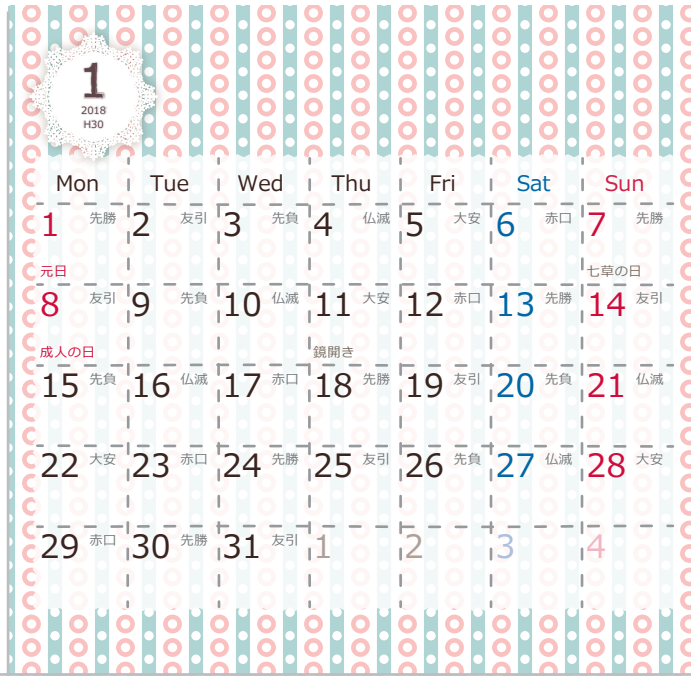 1
2018
H30
Mon Tue Wed Thu Fri Sat Sun
1 先勝 2 友引 3 先負 4 仏滅 5 大安 6 赤口 7 先勝
元日 七草の日
8 友引 9 先負 10 仏滅 11 大安 12 赤口 13 先勝 14 友引
成人の日 鏡開き
15 先負 16 仏滅 17 赤口 18 先勝 19 友引 20 先負 21 仏滅
22 大安 23 赤口 24 先勝 25 友引 26 先負 27 仏滅 28 大安
29 赤口 30 先勝 31 友引 1 2 3 4